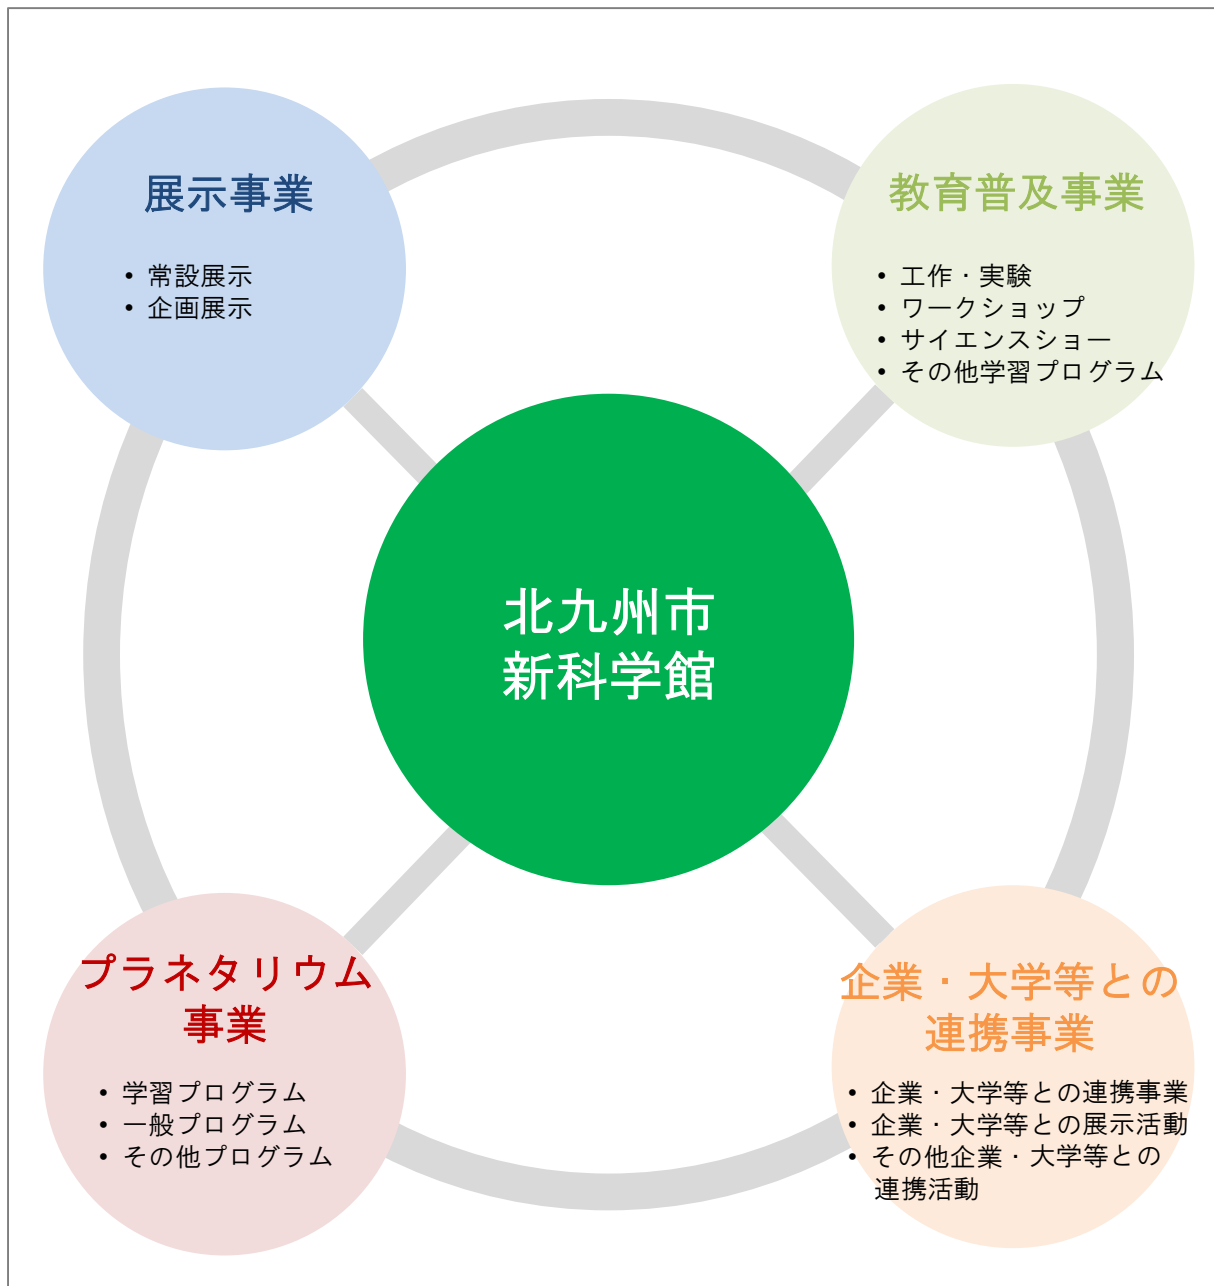 展示事業
• 常設展示
• 企画展示
教育普及事業
• 工作・実験
• ワークショップ
• サイエンスショー
• その他学習プログラム
北九州市
新科学館
プラネタリウム
事業
• 学習プログラム
• 一般プログラム
• その他プログラム
企業・大学等との
連携事業
• 企業・大学等との連携事業
• 企業・大学等との展示活動
• その他企業・大学等との
連携活動